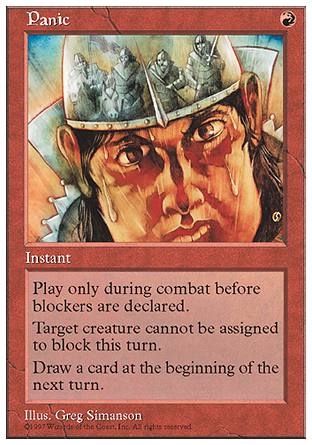 Panic
Instant
Play only during combat before
blockers are declared.
Target creature cannot be assigned
to block this turn.
Draw a card at the beginning of the
next turn.
Illus. Greg Simanson
©1997 Wizards of the Coast, Inc. All rights reserved.